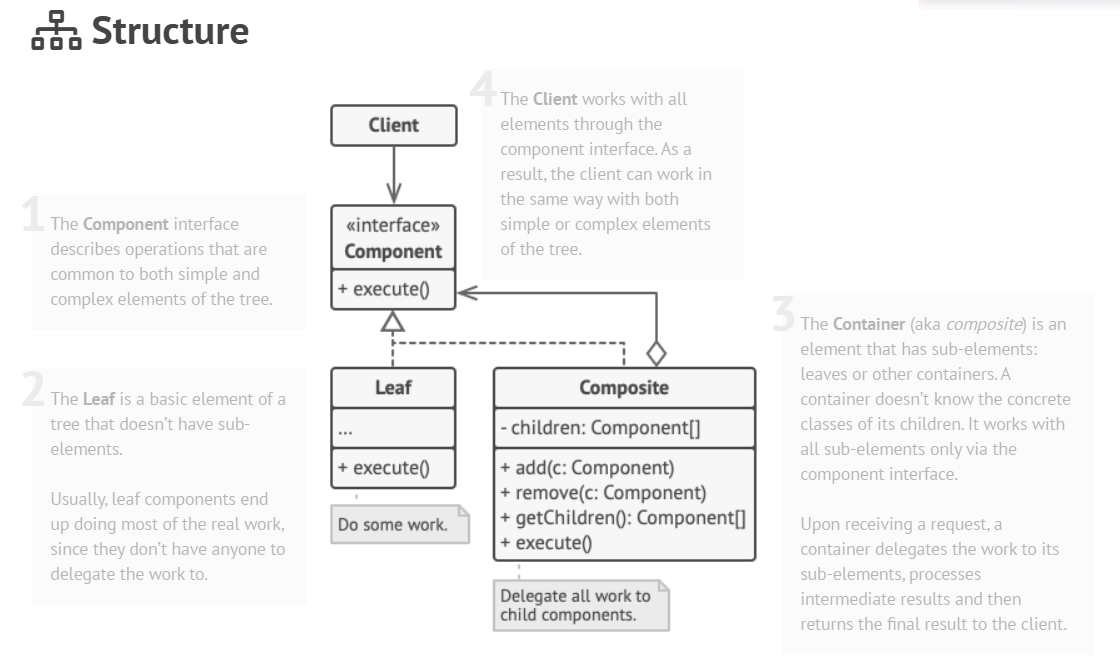 Structure
4
The Client works with all
elements through the
component interface. As a
result, the client can work in
the same way with both
simple or complex elements
of the tree.
Client
1
The Component interface
describes operations that are
common to both simple and
complex elements of the tree.
«interface»
Component
+ execute()
3
The Container (aka composite) is an
element that has sub-elements:
leaves or other containers. A
container doesn't know the concrete
classes of its children. It works with
all sub-elements only via the
component interface.
Upon receiving a request, a
container delegates the work to its
sub-elements, processes
intermediate results and then
returns the final result to the client.
2
The Leaf is a basic element of a
tree that doesn't have sub-
elements.
Usually, leaf components end
up doing most of the real work,
since they don't have anyone to
delegate the work to.
Leaf
...
+ execute()
Do some work.
Composite
- children: Component[]
+ add(c: Component)
+ remove(c: Component)
+ getChildren(): Component[]
+ execute()
Delegate all work to
child components.